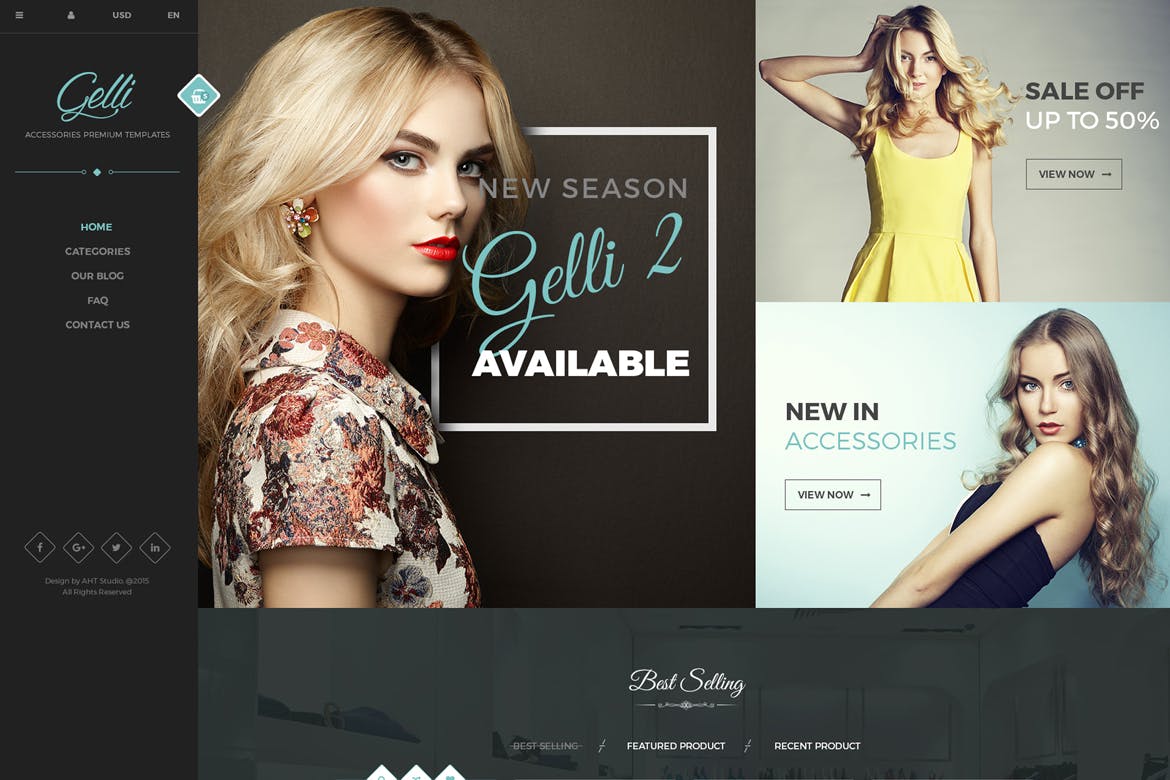 USD
EN
Gelli
ACCESSORIES PREMIUM TEMPLATES
HOME
CATEGORIES
OUR BLOG
FAQ
CONTACT US
Design by AHT Studio, @2015
All Rights Reserved
5
NEW SEASON
Gelli 2
AVAILABLE
SALE OFF
UP TO 50%
VIEW NOW
NEW IN
ACCESSORIES
VIEW NOW
Best Selling
BEST SELLING / FEATURED PRODUCT / RECENT PRODUCT